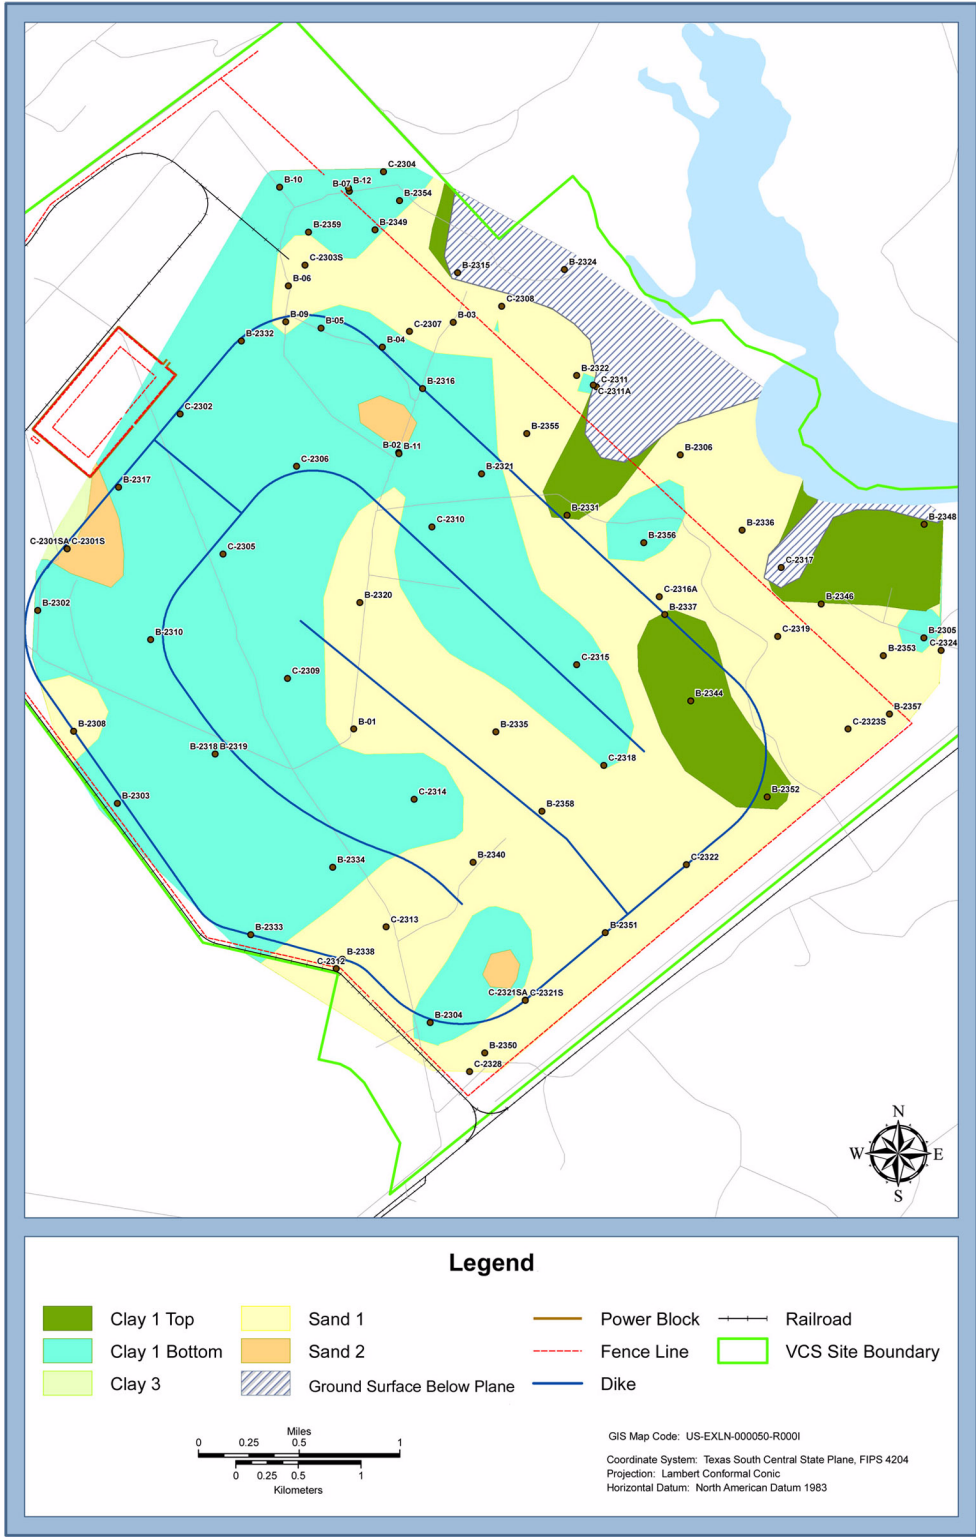 C-2304
B-10
B-07
B-12
B-2354
B-2359
B-2349
C-2303S
B-2315
B-2324
B-06
C-2308
B-09
B-05
C-2307
B-03
B-2332
B-04
B-2322
C-2311
C-2311A
B-2316
C-2302
B-2355
B-02
B-11
B-2306
C-2306
B-2321
B-2317
B-2331
C-2310
B-2336
B-2348
B-2356
C-2301SA
C-2301S
C-2305
C-2317
C-2316A
B-2320
B-2302
B-2337
B-2346
B-2310
C-2319
B-2305
C-2324
B-2353
C-2315
C-2309
B-2344
B-2357
B-2308
B-01
B-2335
C-2323S
B-2318
B-2319
C-2318
C-2314
B-2352
B-2303
B-2358
B-2340
C-2322
B-2334
C-2313
B-2333
B-2351
B-2338
C-2312
C-2321SA
C-2321S
B-2304
B-2350
C-2328
N
W
E
S
Legend
Clay 1 Top
Sand 1
Power Block
Railroad
Clay 1 Bottom
Sand 2
Fence Line
VCS Site Boundary
Clay 3
Ground Surface Below Plane
Dike
Miles
0 0.25 0.5 1
0 0.25 0.5 1
Kilometers
GIS Map Code: US-EXLN-000050-R000I
Coordinate System: Texas South Central State Plane, FIPS 4204
Projection: Lambert Conformal Conic
Horizontal Datum: North American Datum 1983